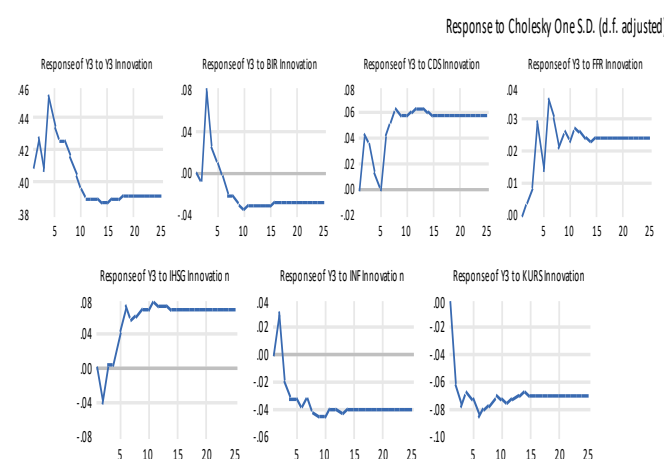 Response to Cholesky One S.D. (d.f. adjusted)
Response of Y3 to Y3 Innovation
Response of Y3 to BIR Innovation
Response of Y3 to CDS Innovation
Response of Y3 to FFR Innovation
.46
.44
.42
.40
.38
5 10 15 20 25
.08
.04
.00
-.04
5 10 15 20 25
.08
.06
.04
.02
.00
-.02
5 10 15 20 25
.04
.03
.02
.01
.00
5 10 15 20 25
Response of Y3 to IHSG Innovation
Response of Y3 to INF Innovation
Response of Y3 to KURS Innovation
.08
.04
.00
-.04
-.08
5 10 15 20 25
.04
.02
.00
-.02
-.04
-.06
5 10 15 20 25
.00
-.02
-.04
-.06
-.08
-.10
5 10 15 20 25